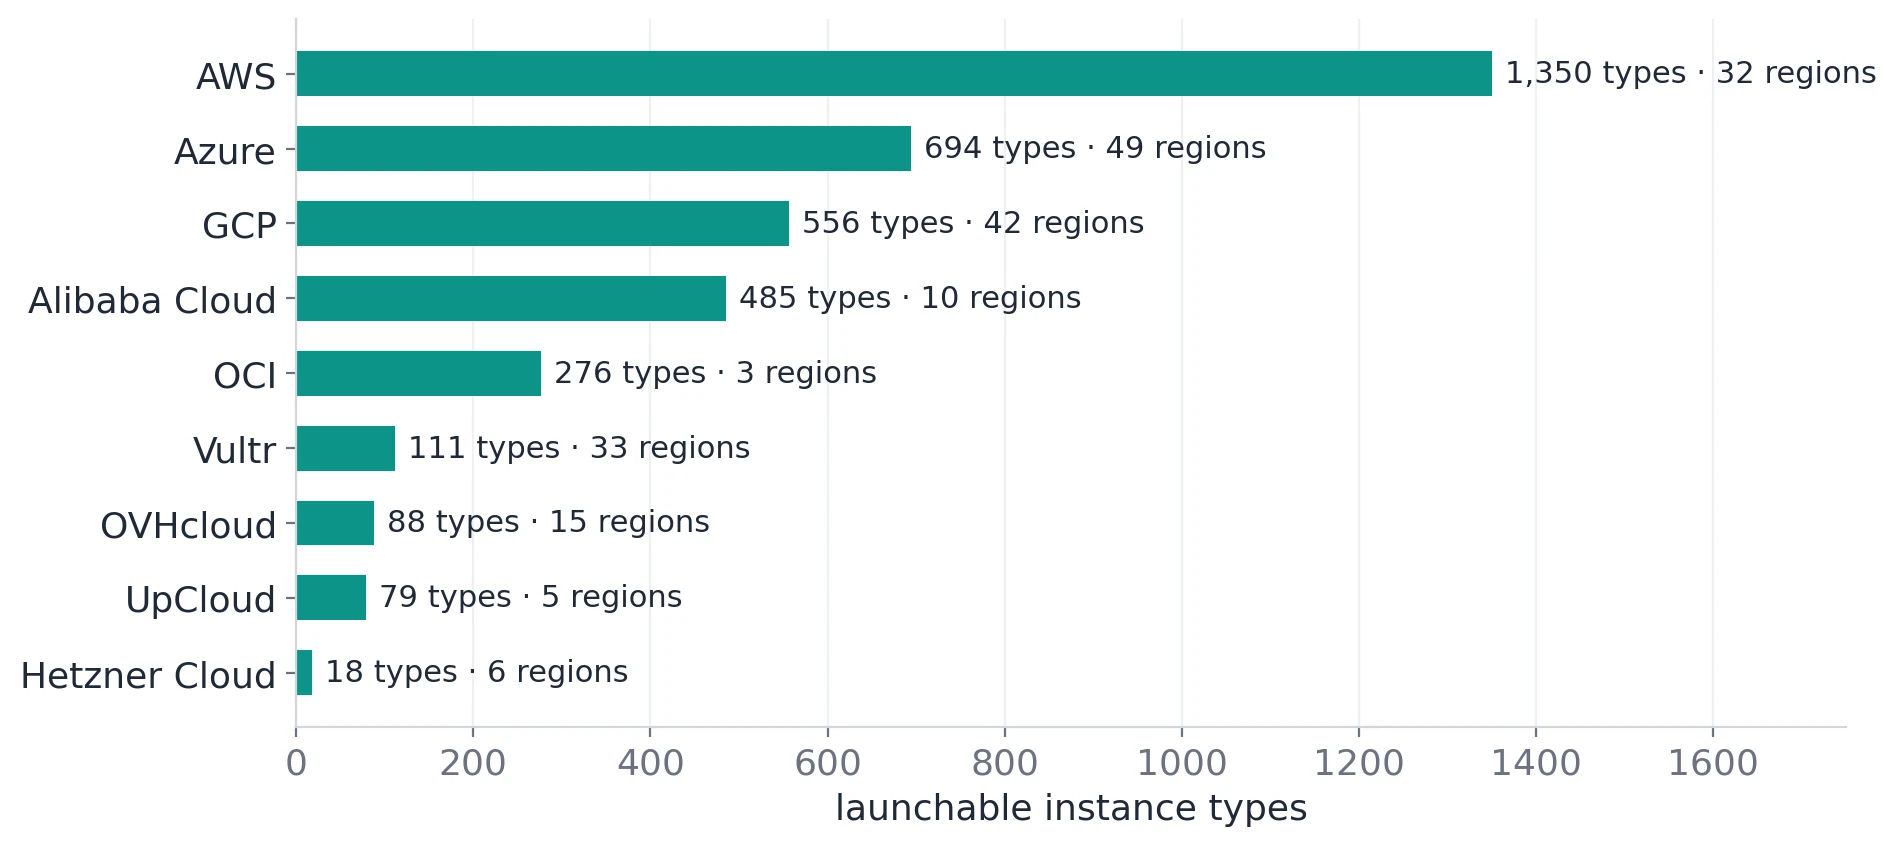 AWS 1,350 types · 32 regions
Azure 694 types · 49 regions
GCP 556 types · 42 regions
Alibaba Cloud 485 types · 10 regions
OCI 276 types · 3 regions
Vultr 111 types · 33 regions
OVHcloud 88 types · 15 regions
UpCloud 79 types · 5 regions
Hetzner Cloud 18 types · 6 regions
0 200 400 600 800 1000 1200 1400 1600
launchable instance types